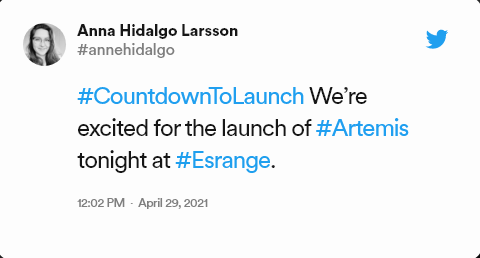 Anna Hidalgo Larsson
#annehidalgo
#CountdownToLaunch We’re
excited for the launch of #Artemis
tonight at #Esrange.
12:02 PM · April 29, 2021